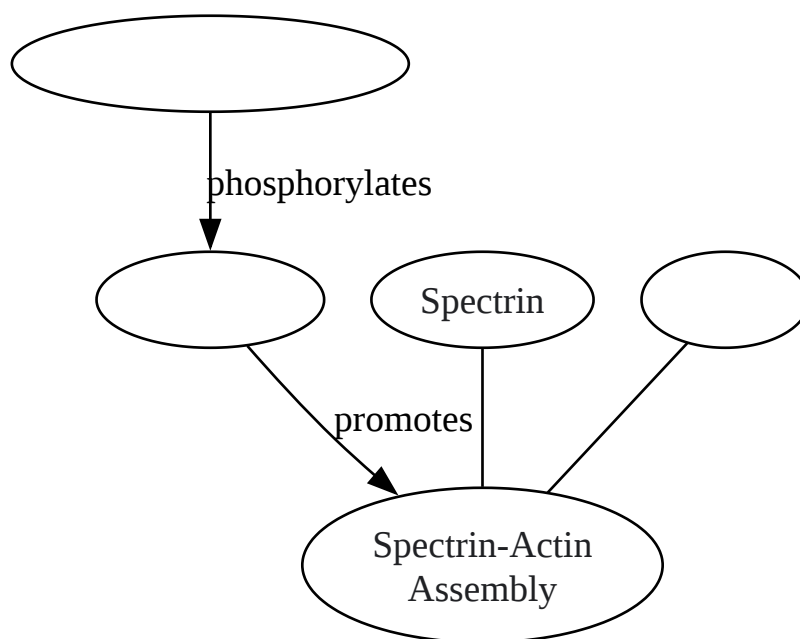 phosphorylates
Spectrin
promotes
Spectrin-Actin
Assembly